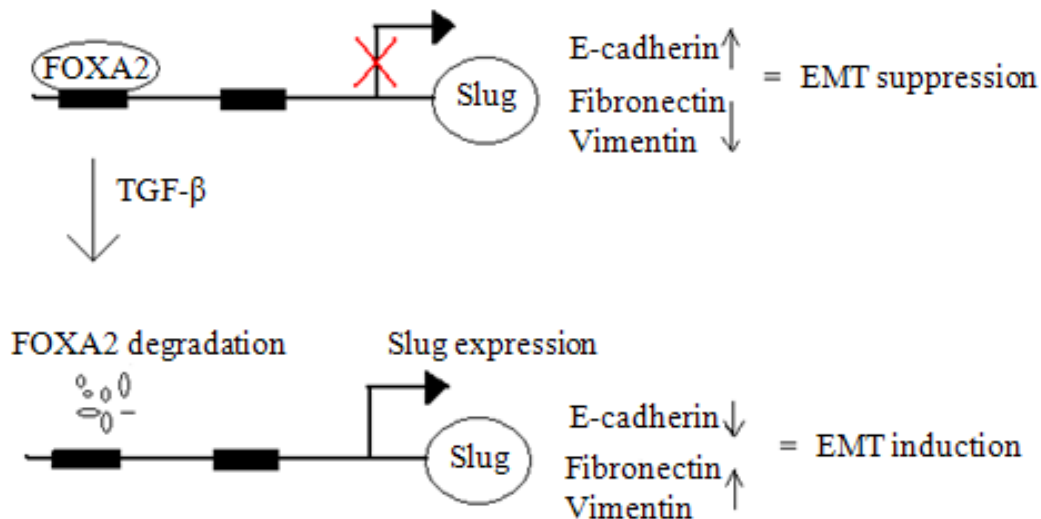 FOXA2
Slug
E-cadherin
Fibronectin
Vimentin
= EMT suppression
TGF-β
FOXA2 degradation
Slug expression
Slug
E-cadherin
Fibronectin
Vimentin
= EMT induction